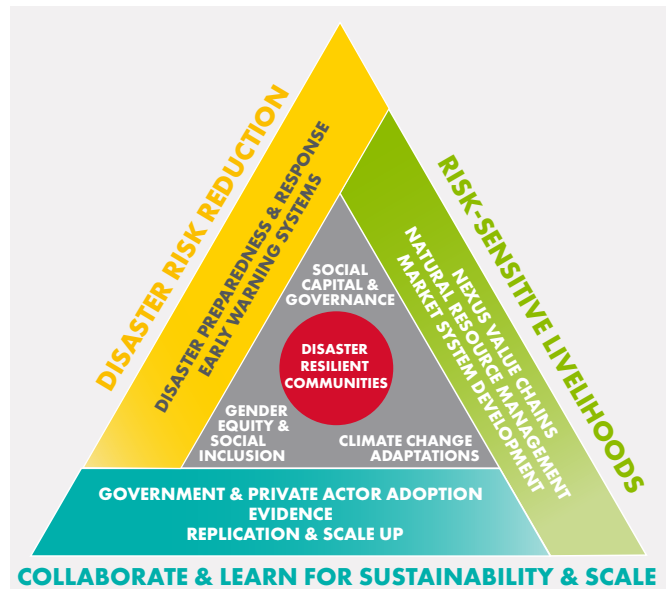 DISASTER RISK REDUCTION
DISASTER PREPAREDNESS & RESPONSE
EARLY WARNING SYSTEMS
RISK-SENSITIVE LIVELIHOODS
NEXUS VALUE CHAINS
NATURAL RESOURCE MANAGEMENT
MARKET SYSTEM DEVELOPMENT
SOCIAL
CAPITAL &
GOVERNANCE
DISASTER
RESILIENT
COMMUNITIES
GENDER
EQUITY &
SOCIAL
INCLUSION
CLIMATE CHANGE
ADAPTATIONS
GOVERNMENT & PRIVATE ACTOR ADOPTION
EVIDENCE
REPLICATION & SCALE UP
COLLABORATE & LEARN FOR SUSTAINABILITY & SCALE